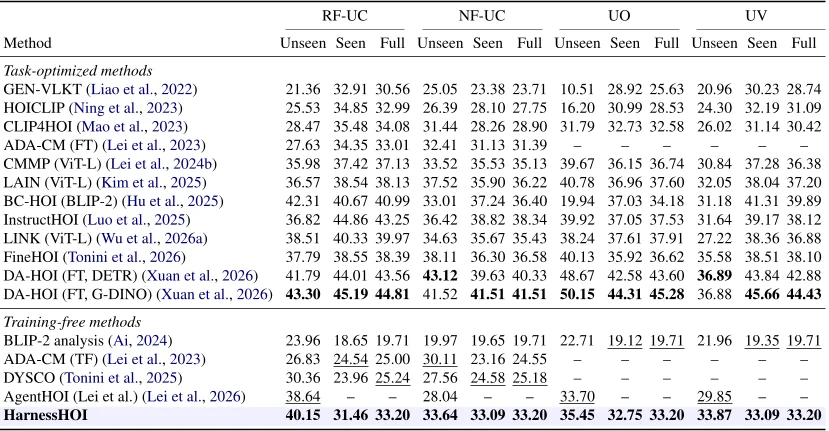 RF-UC NF-UC UO UV
Method Unseen Seen Full Unseen Seen Full Unseen Seen Full Unseen Seen Full
Task-optimized methods
GEN-VLKT (Liao et al., 2022) 21.36 32.91 30.56 25.05 23.38 23.71 10.51 28.92 25.63 20.96 30.23 28.74
HOICLIP (Ning et al., 2023) 25.53 34.85 32.99 26.39 28.10 27.75 16.20 30.99 28.53 24.30 32.19 31.09
CLIP4HOI (Mao et al., 2023) 28.47 35.48 34.08 31.44 28.26 28.90 31.79 32.73 32.58 26.02 31.14 30.42
ADA-CM (FT) (Lei et al., 2023) 27.63 34.35 33.01 32.41 31.13 31.39 – – – – – –
CMMP (ViT-L) (Lei et al., 2024b) 35.98 37.42 37.13 33.52 35.53 35.13 39.67 36.15 36.74 30.84 37.28 36.38
LAIN (ViT-L) (Kim et al., 2025) 36.57 38.54 38.13 37.52 35.90 36.22 40.78 36.96 37.60 32.05 38.04 37.20
BC-HOI (BLIP-2) (Hu et al., 2025) 42.31 40.67 40.99 33.01 37.24 36.40 19.94 37.03 34.18 31.18 41.31 39.89
InstructHOI (Luo et al., 2025) 36.82 44.86 43.25 36.42 38.82 38.34 39.92 37.05 37.53 31.64 39.17 38.12
LINK (ViT-L) (Wu et al., 2026a) 38.51 40.33 39.97 34.63 35.67 35.43 38.24 37.61 37.91 27.22 38.36 36.88
FineHOI (Tonini et al., 2026) 37.79 38.55 38.39 38.11 36.30 36.58 40.13 35.92 36.62 35.58 38.51 38.10
DA-HOI (FT, DETR) (Xuan et al., 2026) 41.79 44.01 43.56 43.12 39.63 40.33 48.67 42.58 43.60 36.89 43.84 42.88
DA-HOI (FT, G-DINO) (Xuan et al., 2026) 43.30 45.19 44.81 41.52 41.51 41.51 50.15 44.31 45.28 36.88 45.66 44.43
Training-free methods
BLIP-2 analysis (Ai, 2024) 23.96 18.65 19.71 19.97 19.65 19.71 22.71 19.12 19.71 21.96 19.35 19.71
ADA-CM (TF) (Lei et al., 2023) 26.83 24.54 25.00 30.11 23.16 24.55 – – – – – –
DYSCO (Tonini et al., 2025) 30.36 23.96 25.24 27.56 24.58 25.18 – – – – – –
AgentHOI (Lei et al.) (Lei et al., 2026) 38.64 – – 28.04 – – 33.70 – – 29.85 – –
HarnessHOI 40.15 31.46 33.20 33.64 33.09 33.20 35.45 32.75 33.20 33.87 33.09 33.20